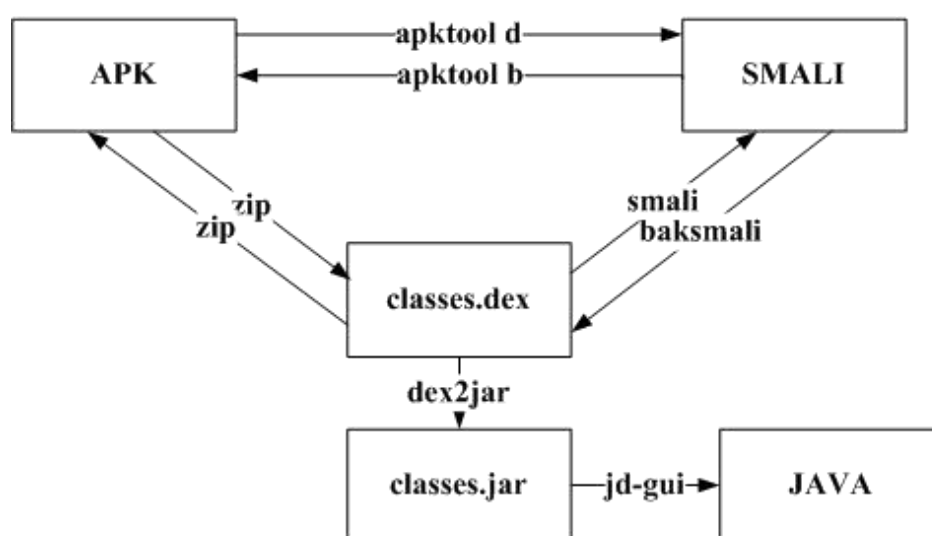 apktool d
APK
SMALI
apktool b
zip
zip
smali
baksmali
classes.dex
dex2jar
classes.jar
jd-gui
JAVA